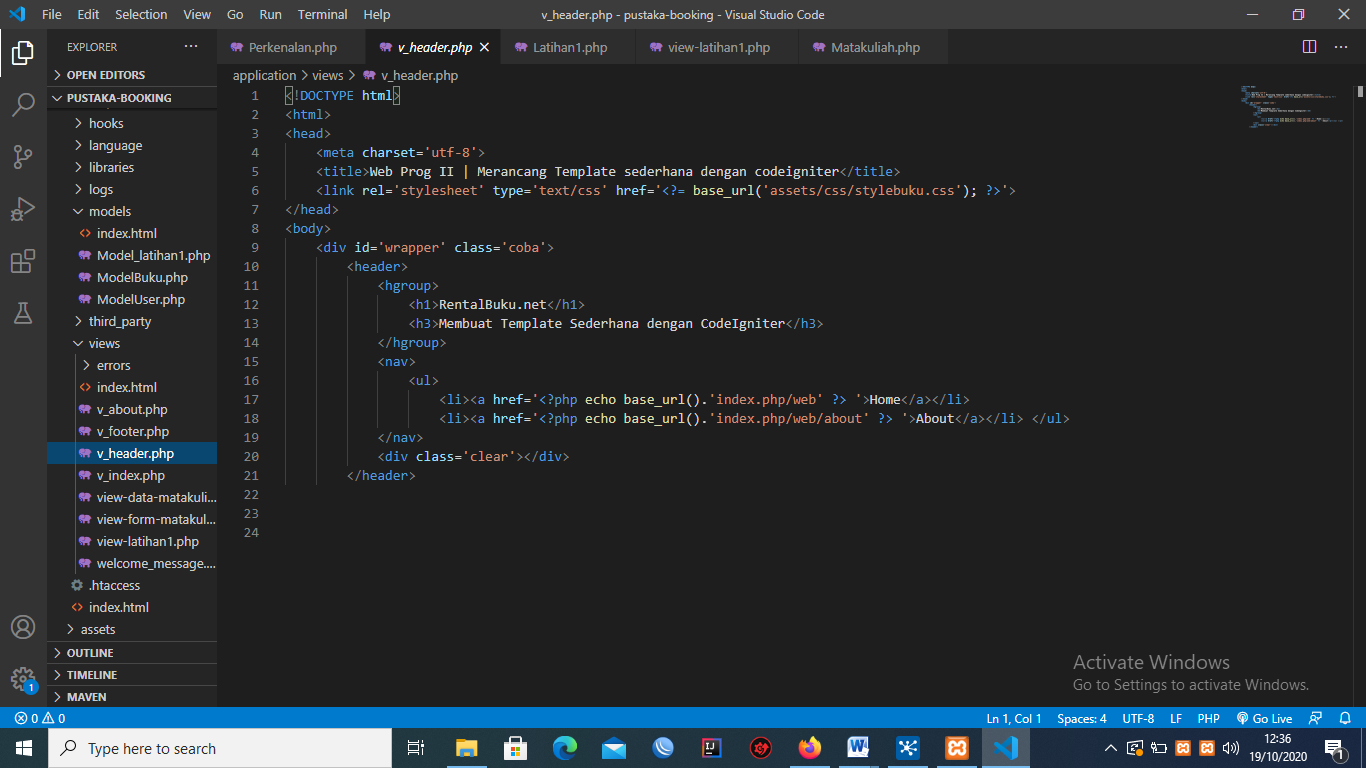 File Edit Selection View Go Run Terminal Help
v_header.php - pustaka-booking - Visual Studio Code
EXPLORER
OPEN EDITORS
PUSTAKA-BOOKING
hooks
language
libraries
logs
models
index.html
Model_latihan1.php
ModelBuku.php
ModelUser.php
third_party
views
errors
index.html
v_about.php
v_footer.php
v_header.php
v_index.php
view-data-matakuli...
view-form-matakul...
view-latihan1.php
welcome_message....
.htaccess
index.html
assets
OUTLINE
TIMELINE
MAVEN
Perkenalan.php v_header.php Latihan1.php view-latihan1.php Matakuliah.php
application > views > v_header.php
1 <!DOCTYPE html>
2 <html>
3 <head>
4 <meta charset='utf-8'>
5 <title>Web Prog II | Merancang Template sederhana dengan codeigniter</title>
6 <link rel='stylesheet' type='text/css' href='<?= base_url('assets/css/stylebuku.css'); ?>'>
7 </head>
8 <body>
9 <div id='wrapper' class='coba'>
10 <header>
11 <hgroup>
12 <h1>RentalBuku.net</h1>
13 <h3>Membuat Template Sederhana dengan CodeIgniter</h3>
14 </hgroup>
15 <nav>
16 <ul>
17 <li><a href='<?php echo base_url().'index.php/web' ?> '>Home</a></li>
18 <li><a href='<?php echo base_url().'index.php/web/about' ?> '>About</a></li> </ul>
19 </nav>
20 <div class='clear'></div>
21 </header>
22
23
24
Activate Windows
Go to Settings to activate Windows.
1
0 0
Ln 1, Col 1 Spaces: 4 UTF-8 LF PHP Go Live
Type here to search
12:36
19/10/2020
1